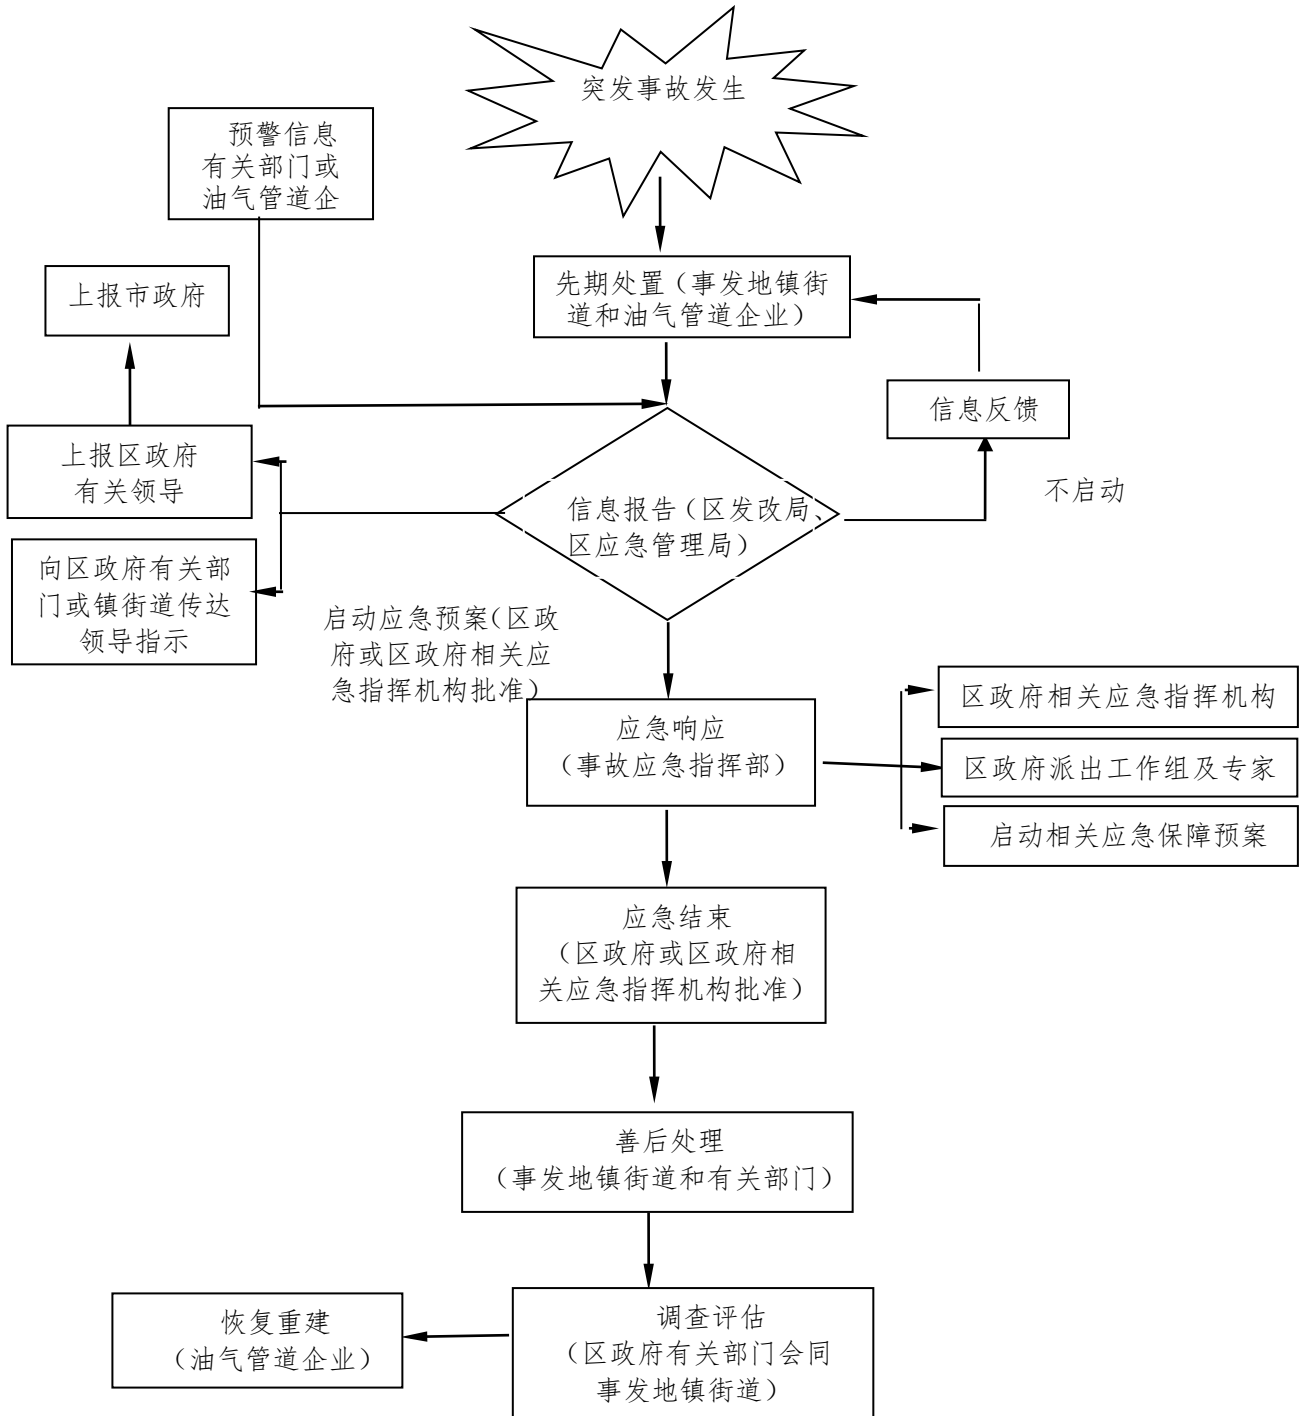 突发事故发生
预警信息
有关部门或
油气管道企
先期处置（事发地镇街
道和油气管道企业）
上报市政府
信息反馈
上报区政府
有关领导
不启动
信息报告（区发改局、
区应急管理局）
向区政府有关部
门或镇街道传达
领导指示
启动应急预案（区政
府或区政府相关应
急指挥机构批准）
区政府相关应急指挥机构
应急响应
（事故应急指挥部）
区政府派出工作组及专家
启动相关应急保障预案
应急结束
（区政府或区政府相
关应急指挥机构批准）
善后处理
（事发地镇街道和有关部门）
恢复重建
（油气管道企业）
调查评估
（区政府有关部门会同
事发地镇街道）